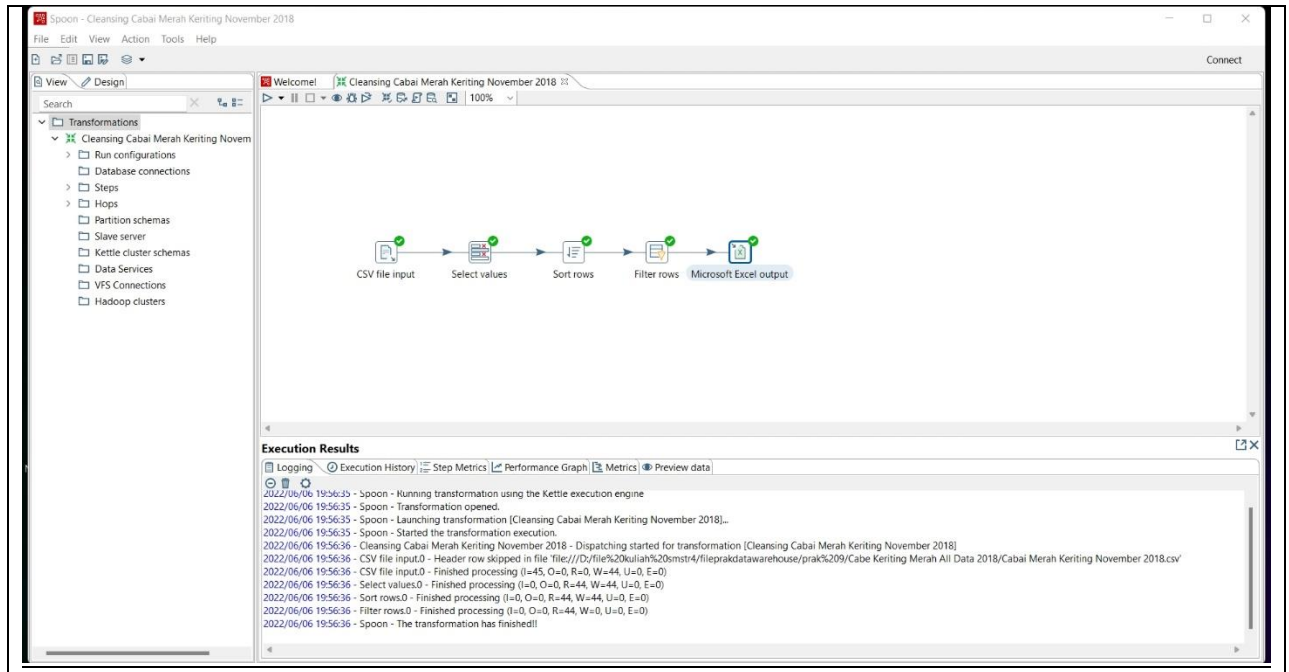 Spoon - Cleansing Cabai Merah Keriting November 2018
File Edit View Action Tools Help
Connect
View Design
Welcome! Cleansing Cabai Merah Keriting November 2018
Search
100%
Transformations
Cleansing Cabai Merah Keriting Novem
Run configurations
Database connections
Steps
Hops
Partition schemas
Slave server
Kettle cluster schemas
Data Services
VFS Connections
Hadoop clusters
CSV file input Select values Sort rows Filter rows Microsoft Excel output
Execution Results
Logging Execution History Step Metrics Performance Graph Metrics Preview data
2022/06/06 19:56:35 - Spoon - Running transformation using the Kettle execution engine
2022/06/06 19:56:35 - Spoon - Transformation opened.
2022/06/06 19:56:35 - Spoon - Launching transformation [Cleansing Cabai Merah Keriting November 2018]...
2022/06/06 19:56:35 - Spoon - Started the transformation execution.
2022/06/06 19:56:36 - Cleansing Cabai Merah Keriting November 2018 - Dispatching started for transformation [Cleansing Cabai Merah Keriting November 2018]
2022/06/06 19:56:36 - CSV file input.0 - Header row skipped in file 'file:///D:/file%20kuliah%20smstr4/fileprakdatawarehouse/prak%209/Cabe Keriting Merah All Data 2018/Cabai Merah Keriting November 2018.csv'
2022/06/06 19:56:36 - CSV file input.0 - Finished processing (I=45, O=0, R=0, W=44, U=0, E=0)
2022/06/06 19:56:36 - Select values.0 - Finished processing (I=0, O=0, R=44, W=44, U=0, E=0)
2022/06/06 19:56:36 - Sort rows.0 - Finished processing (I=0, O=0, R=44, W=44, U=0, E=0)
2022/06/06 19:56:36 - Filter rows.0 - Finished processing (I=0, O=0, R=44, W=0, U=0, E=0)
2022/06/06 19:56:36 - Spoon - The transformation has finished!!